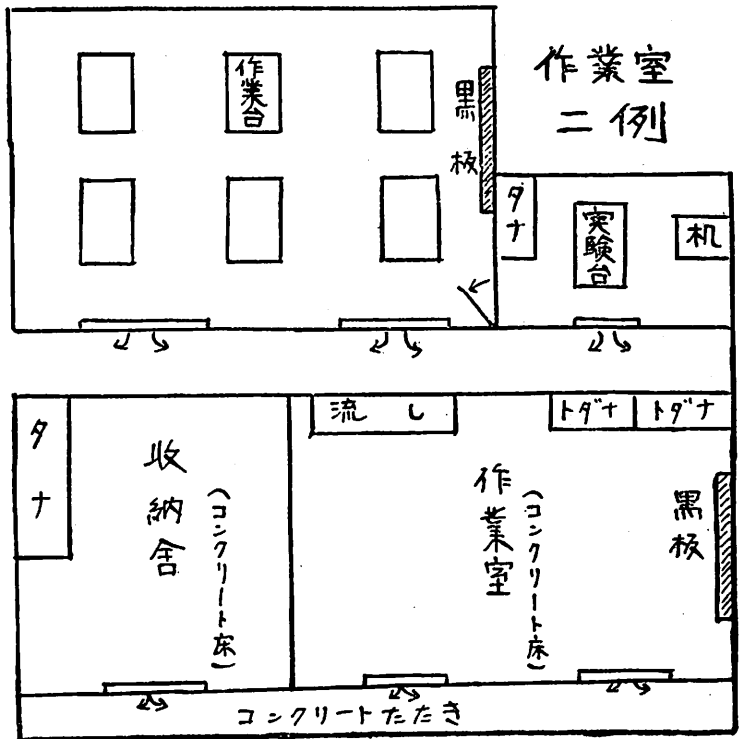 作業室
二例
作業台
黒板
タナ
実験台
机
タナ
収納舎
(コンクリート床)
流し
トダナ
トダナ
作業室
(コンクリート床)
黒板
コンクリートたたき